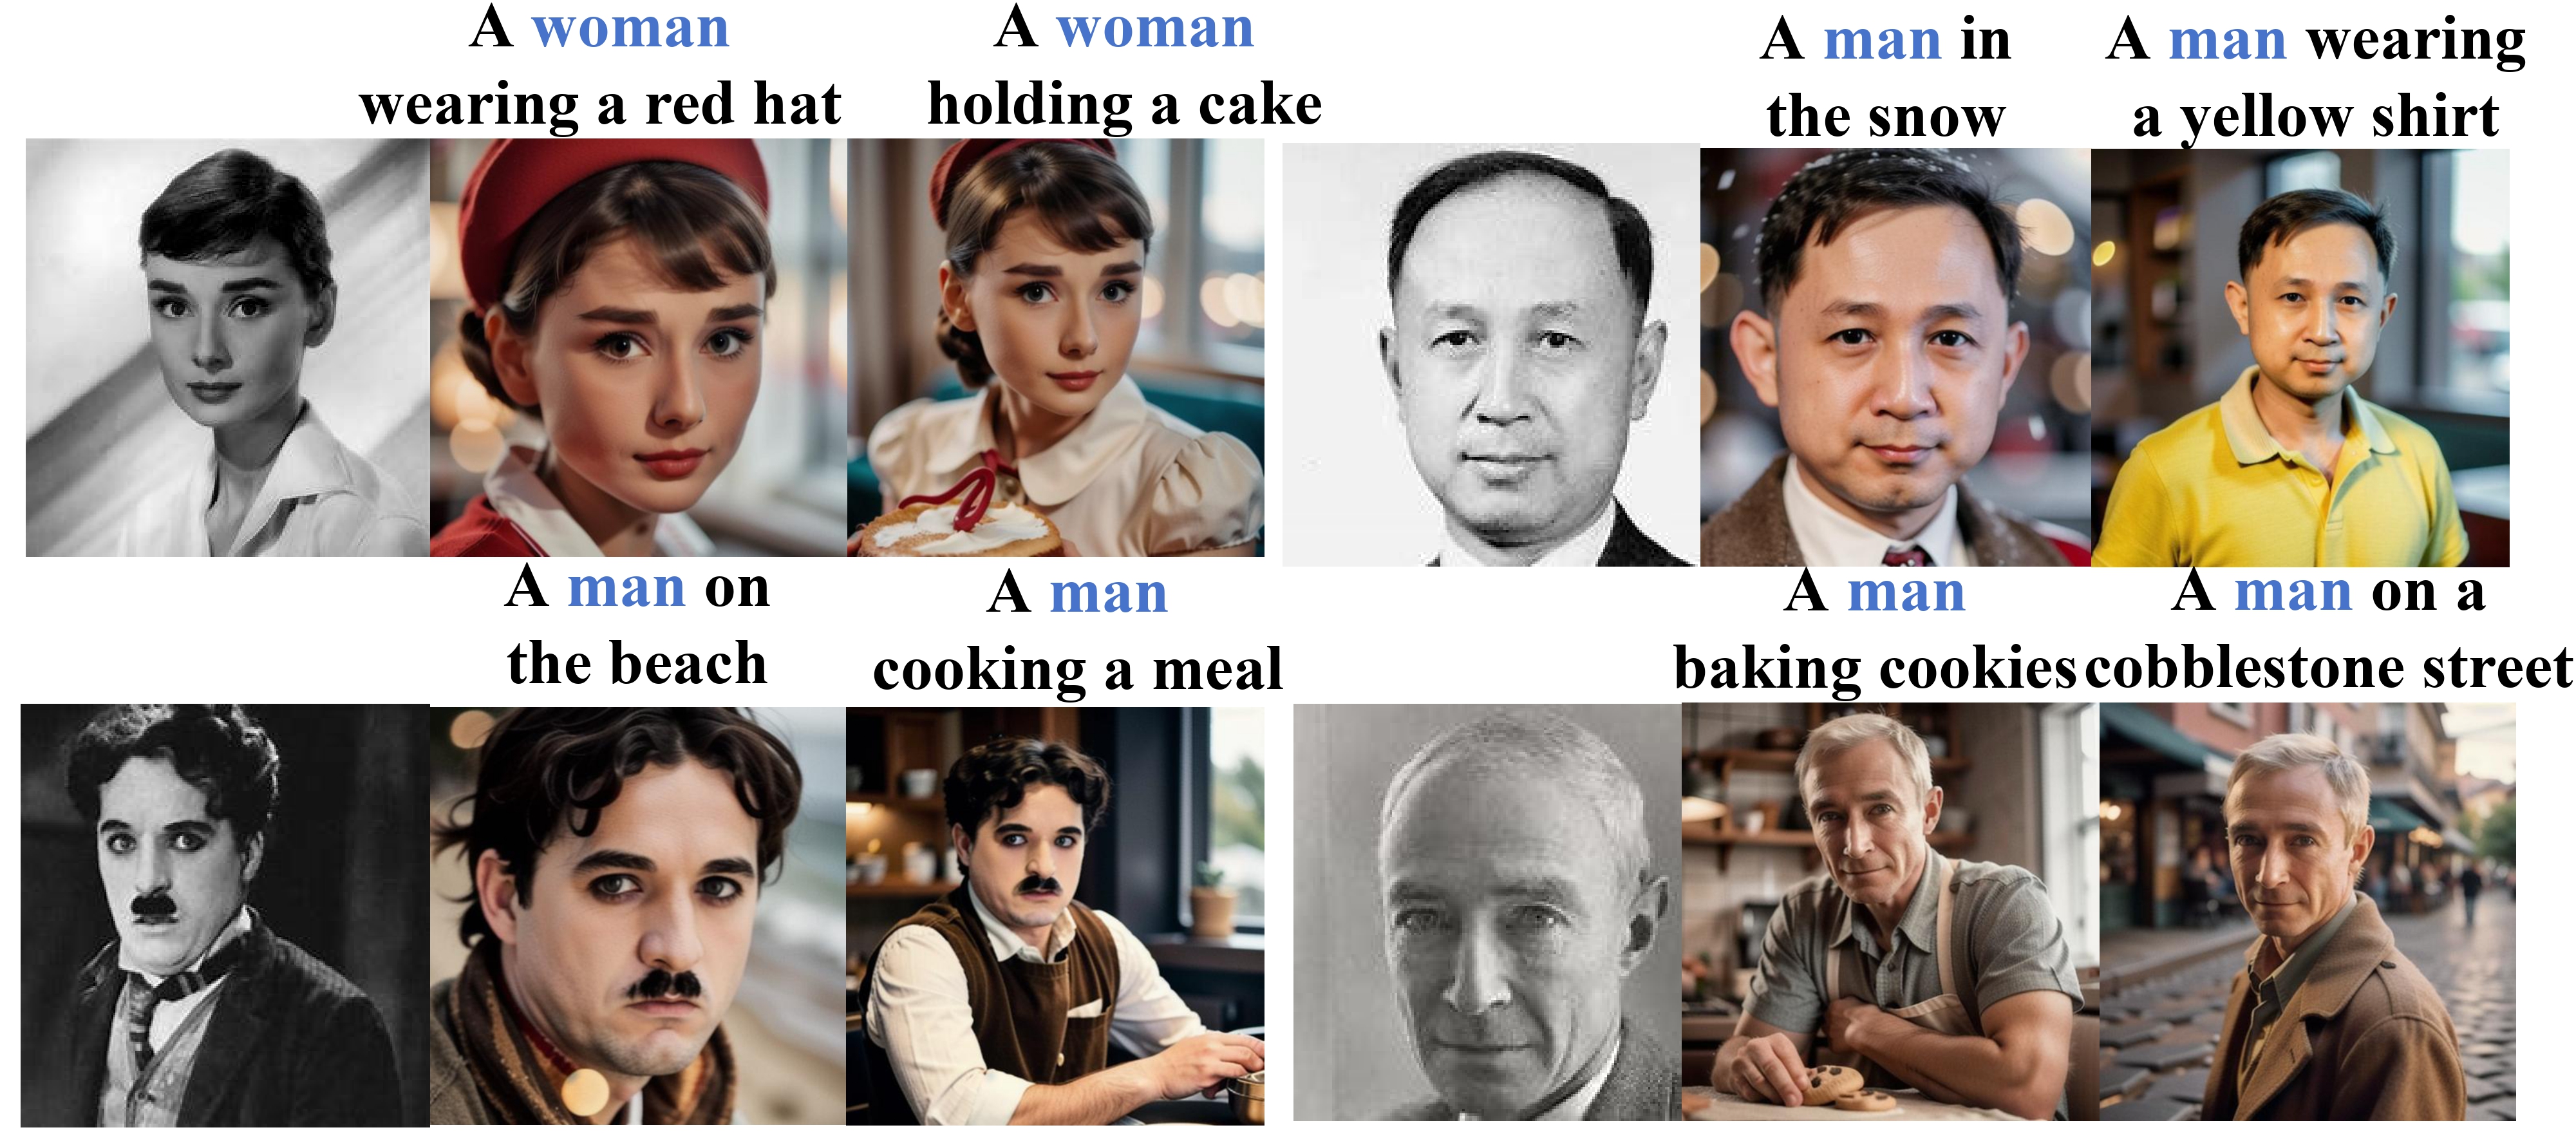 A woman
wearing a red hat
A woman
holding a cake
A man in
the snow
A man wearing
a yellow shirt
A man on
the beach
A man
cooking a meal
A man
baking cookies
A man on a
cobblestone street